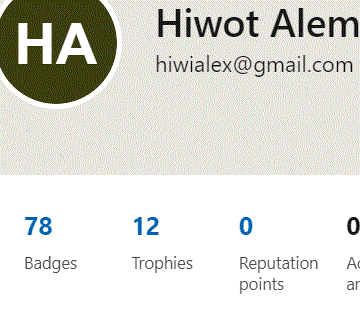 HA
Hiwot Alem
hiwialex@gmail.com
78
12
0
0
Badges
Trophies
Reputation
points